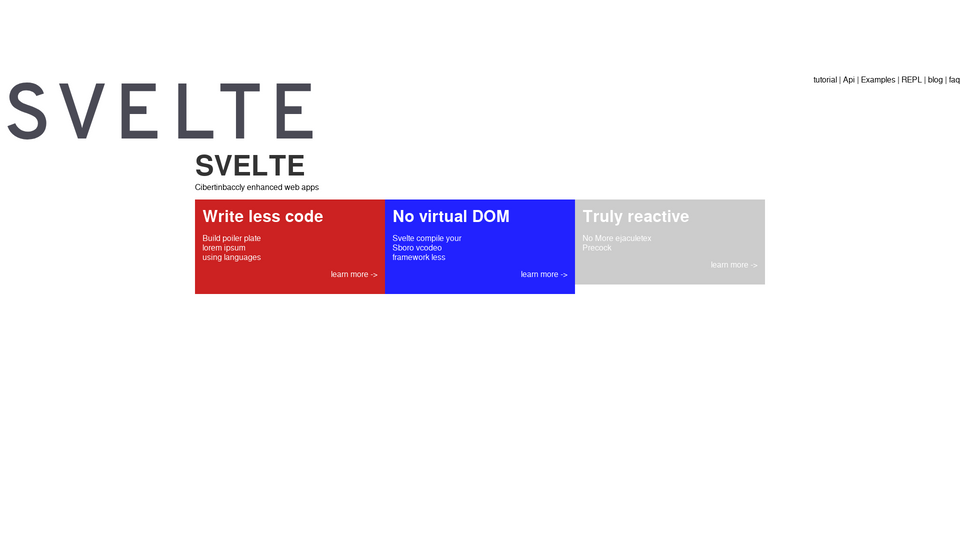 tutorial | Api | Examples | REPL | blog | faq
SVELTE
SVELTE
Cibertinbaccly enhanced web apps
Write less code
Build poiler plate
lorem ipsum
using languages
learn more ->
No virtual DOM
Svelte compile your
Sboro vcodeo
framework less
learn more ->
Truly reactive
No More ejaculetex
Precock
learn more ->